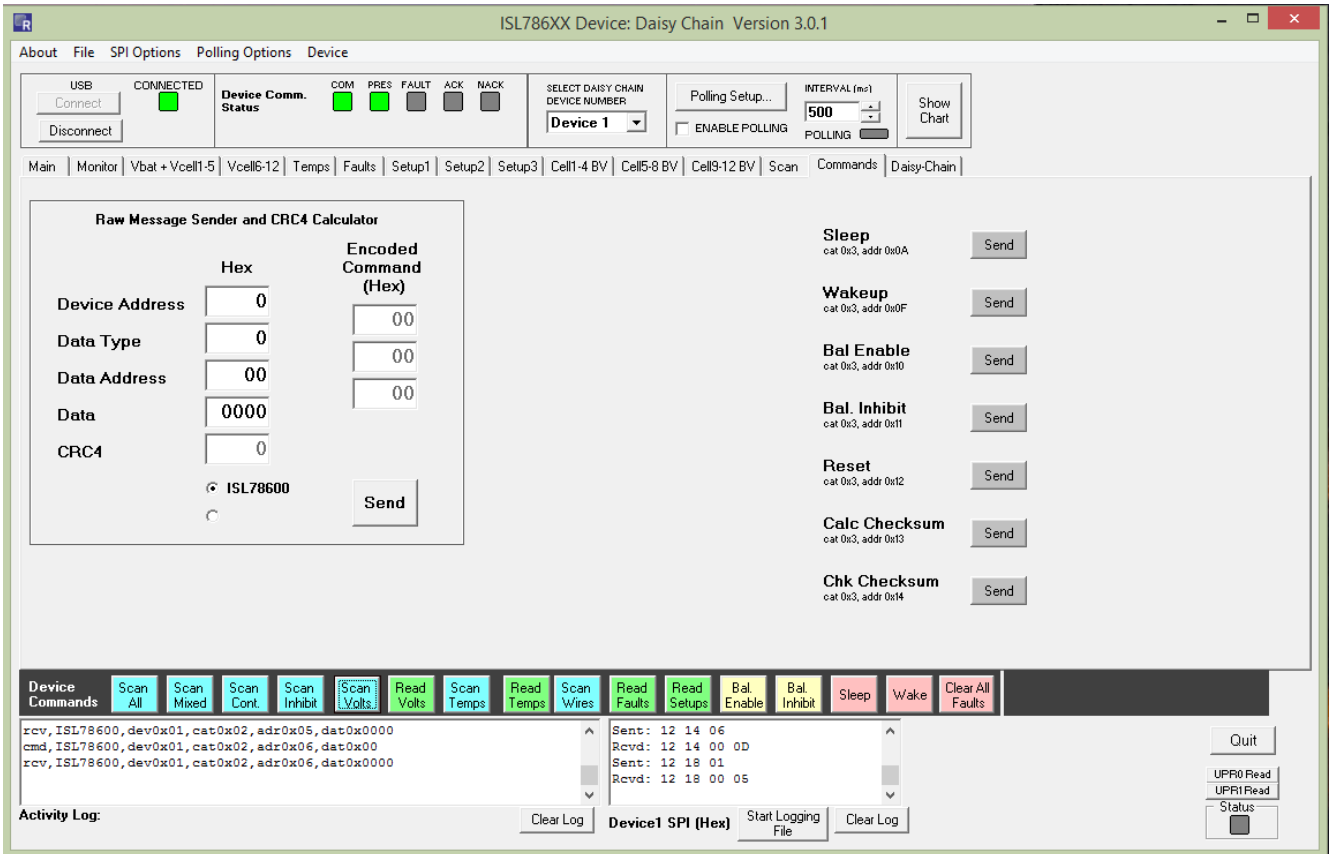 R
ISL786XX Device: Daisy Chain Version 3.0.1
About File SPI Options Polling Options Device
USB
Connect
Disconnect
CONNECTED
Device Comm.
Status
COM PRES FAULT ACK NACK
SELECT DAISY CHAIN
DEVICE NUMBER
Device 1
Polling Setup...
ENABLE POLLING
INTERVAL (ms)
500
POLLING
Show
Chart
Main Monitor Vbat + Vcell1-5 Vcell6-12 Temps Faults Setup1 Setup2 Setup3 Cell1-4 BV Cell5-8 BV Cell9-12 BV Scan Commands Daisy-Chain
Raw Message Sender and CRC4 Calculator
Hex
Encoded
Command
(Hex)
Device Address 0
00
Data Type 0
00
Data Address 00
00
Data 0000
CRC4 0
ISL78600
Send
Sleep
cat 0x3, addr 0x0A
Send
Wakeup
cat 0x3, addr 0x0F
Send
Bal Enable
cat 0x3, addr 0x10
Send
Bal. Inhibit
cat 0x3, addr 0x11
Send
Reset
cat 0x3, addr 0x12
Send
Calc Checksum
cat 0x3, addr 0x13
Send
Chk Checksum
cat 0x3, addr 0x14
Send
Device
Commands
Scan
All
Scan
Mixed
Scan
Cont.
Scan
Inhibit
Scan
Volts
Read
Volts
Scan
Temps
Read
Temps
Scan
Wires
Read
Faults
Read
Setups
Bal.
Enable
Bal.
Inhibit
Sleep
Wake
Clear All
Faults
rcv,ISL78600,dev0x01,cat0x02,adr0x05,dat0x0000
cmd,ISL78600,dev0x01,cat0x02,adr0x06,dat0x00
rcv,ISL78600,dev0x01,cat0x02,adr0x06,dat0x0000
Activity Log:
Clear Log
Sent: 12 14 06
Rcvd: 12 14 00 0D
Sent: 12 18 01
Rcvd: 12 18 00 05
Device1 SPI (Hex)
Start Logging
File
Clear Log
Quit
UPR0 Read
UPR1 Read
Status